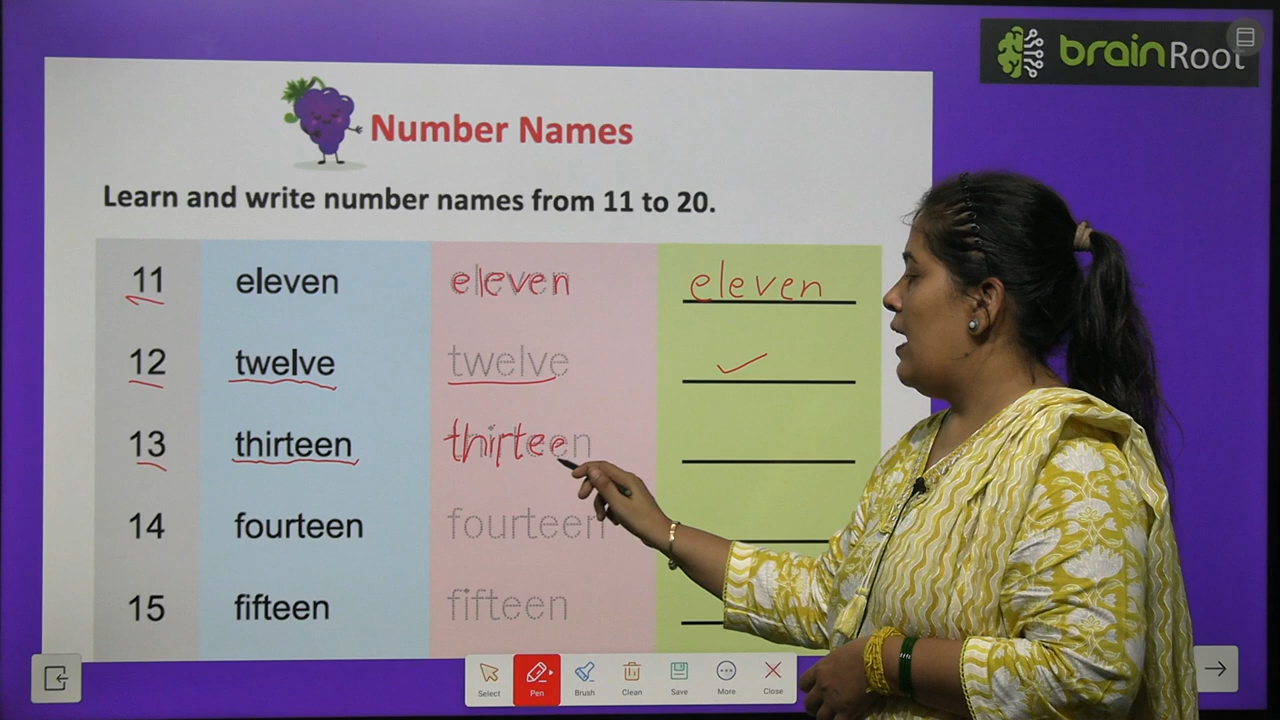 brainRoot
Number Names
Learn and write number names from 11 to 20.
11 eleven eleven eleven
12 twelve twelve
13 thirteen thirteen
14 fourteen fourteen
15 fifteen fifteen
Select Pen Brush Clean Save More Close